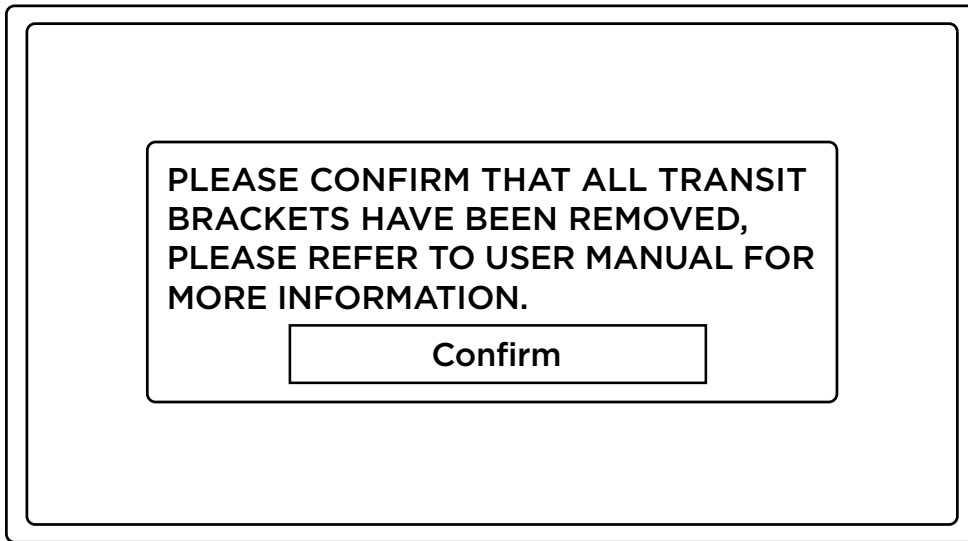 PLEASE CONFIRM THAT ALL TRANSIT
BRACKETS HAVE BEEN REMOVED,
PLEASE REFER TO USER MANUAL FOR
MORE INFORMATION.
Confirm